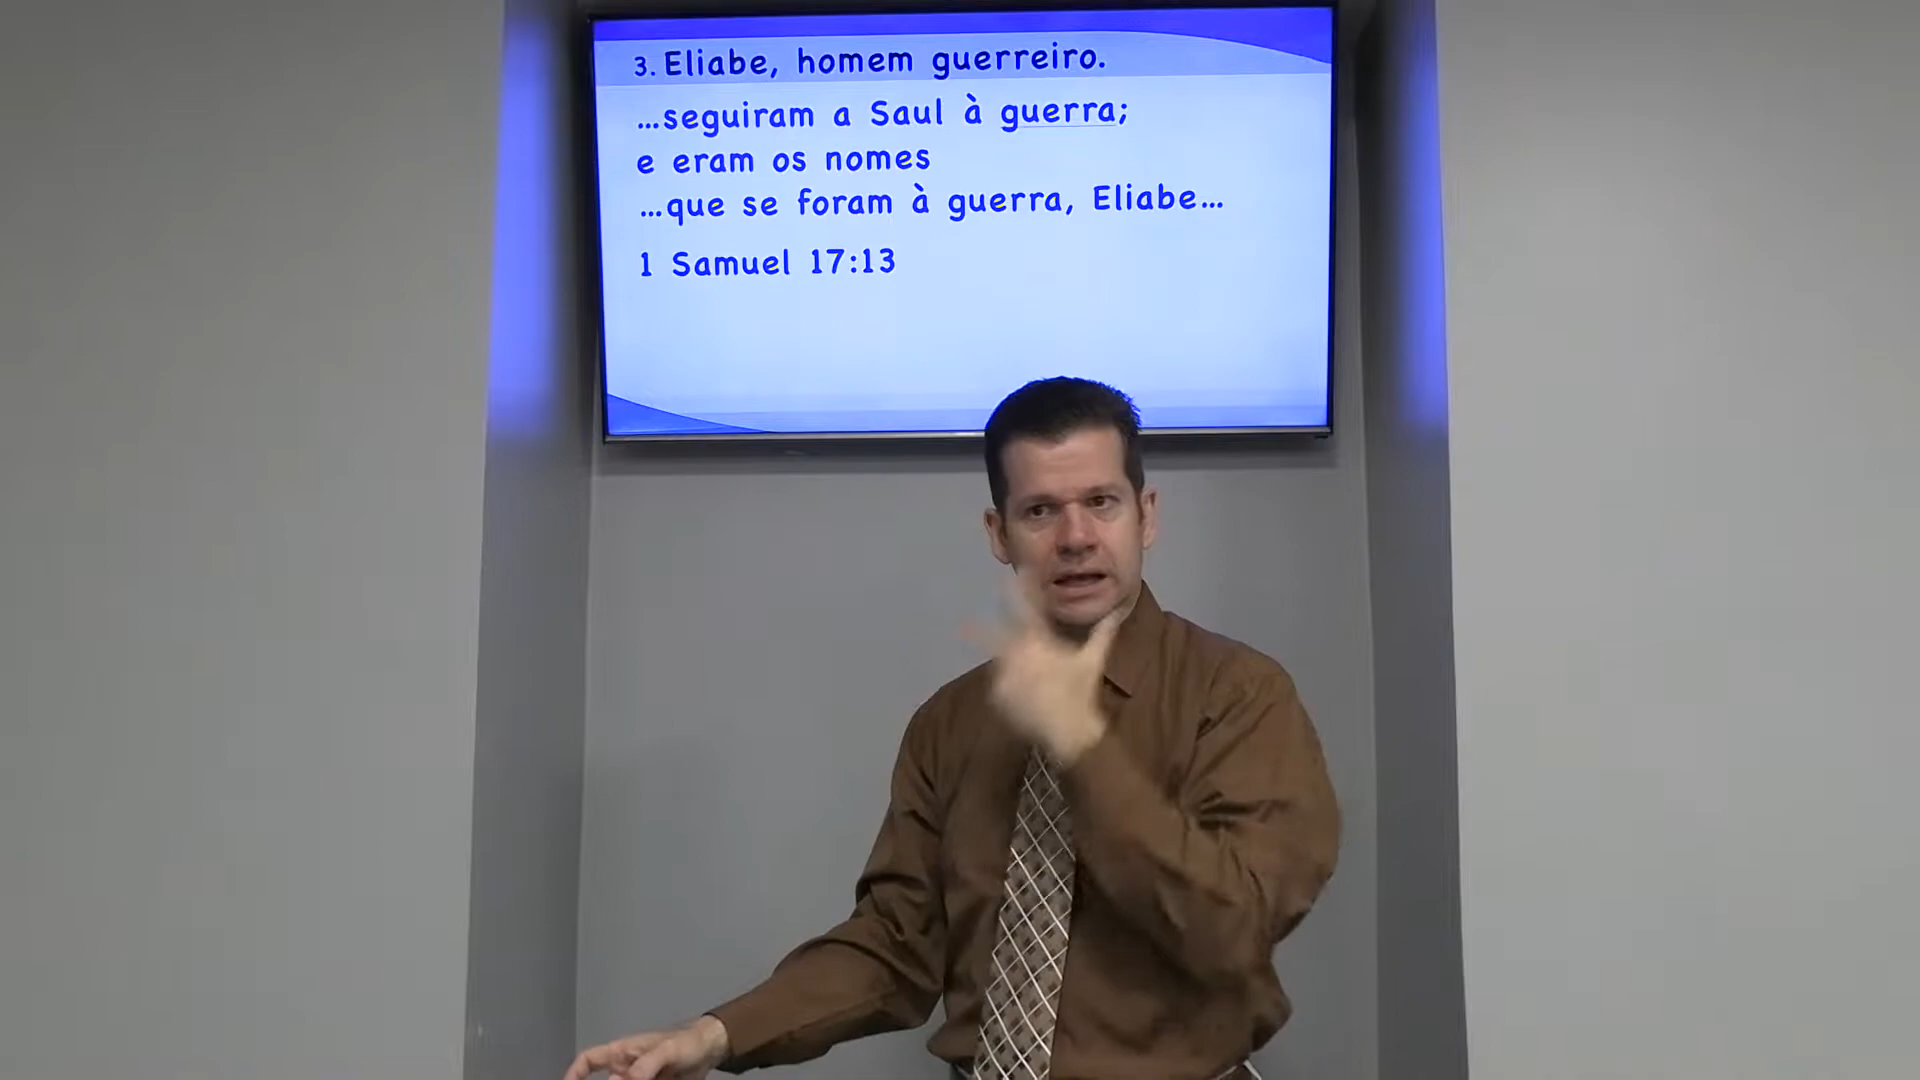 3. Eliabe, homem guerreiro.
...seguiram a Saul à guerra;
e eram os nomes
...que se foram à guerra, Eliabe...
1 Samuel 17:13